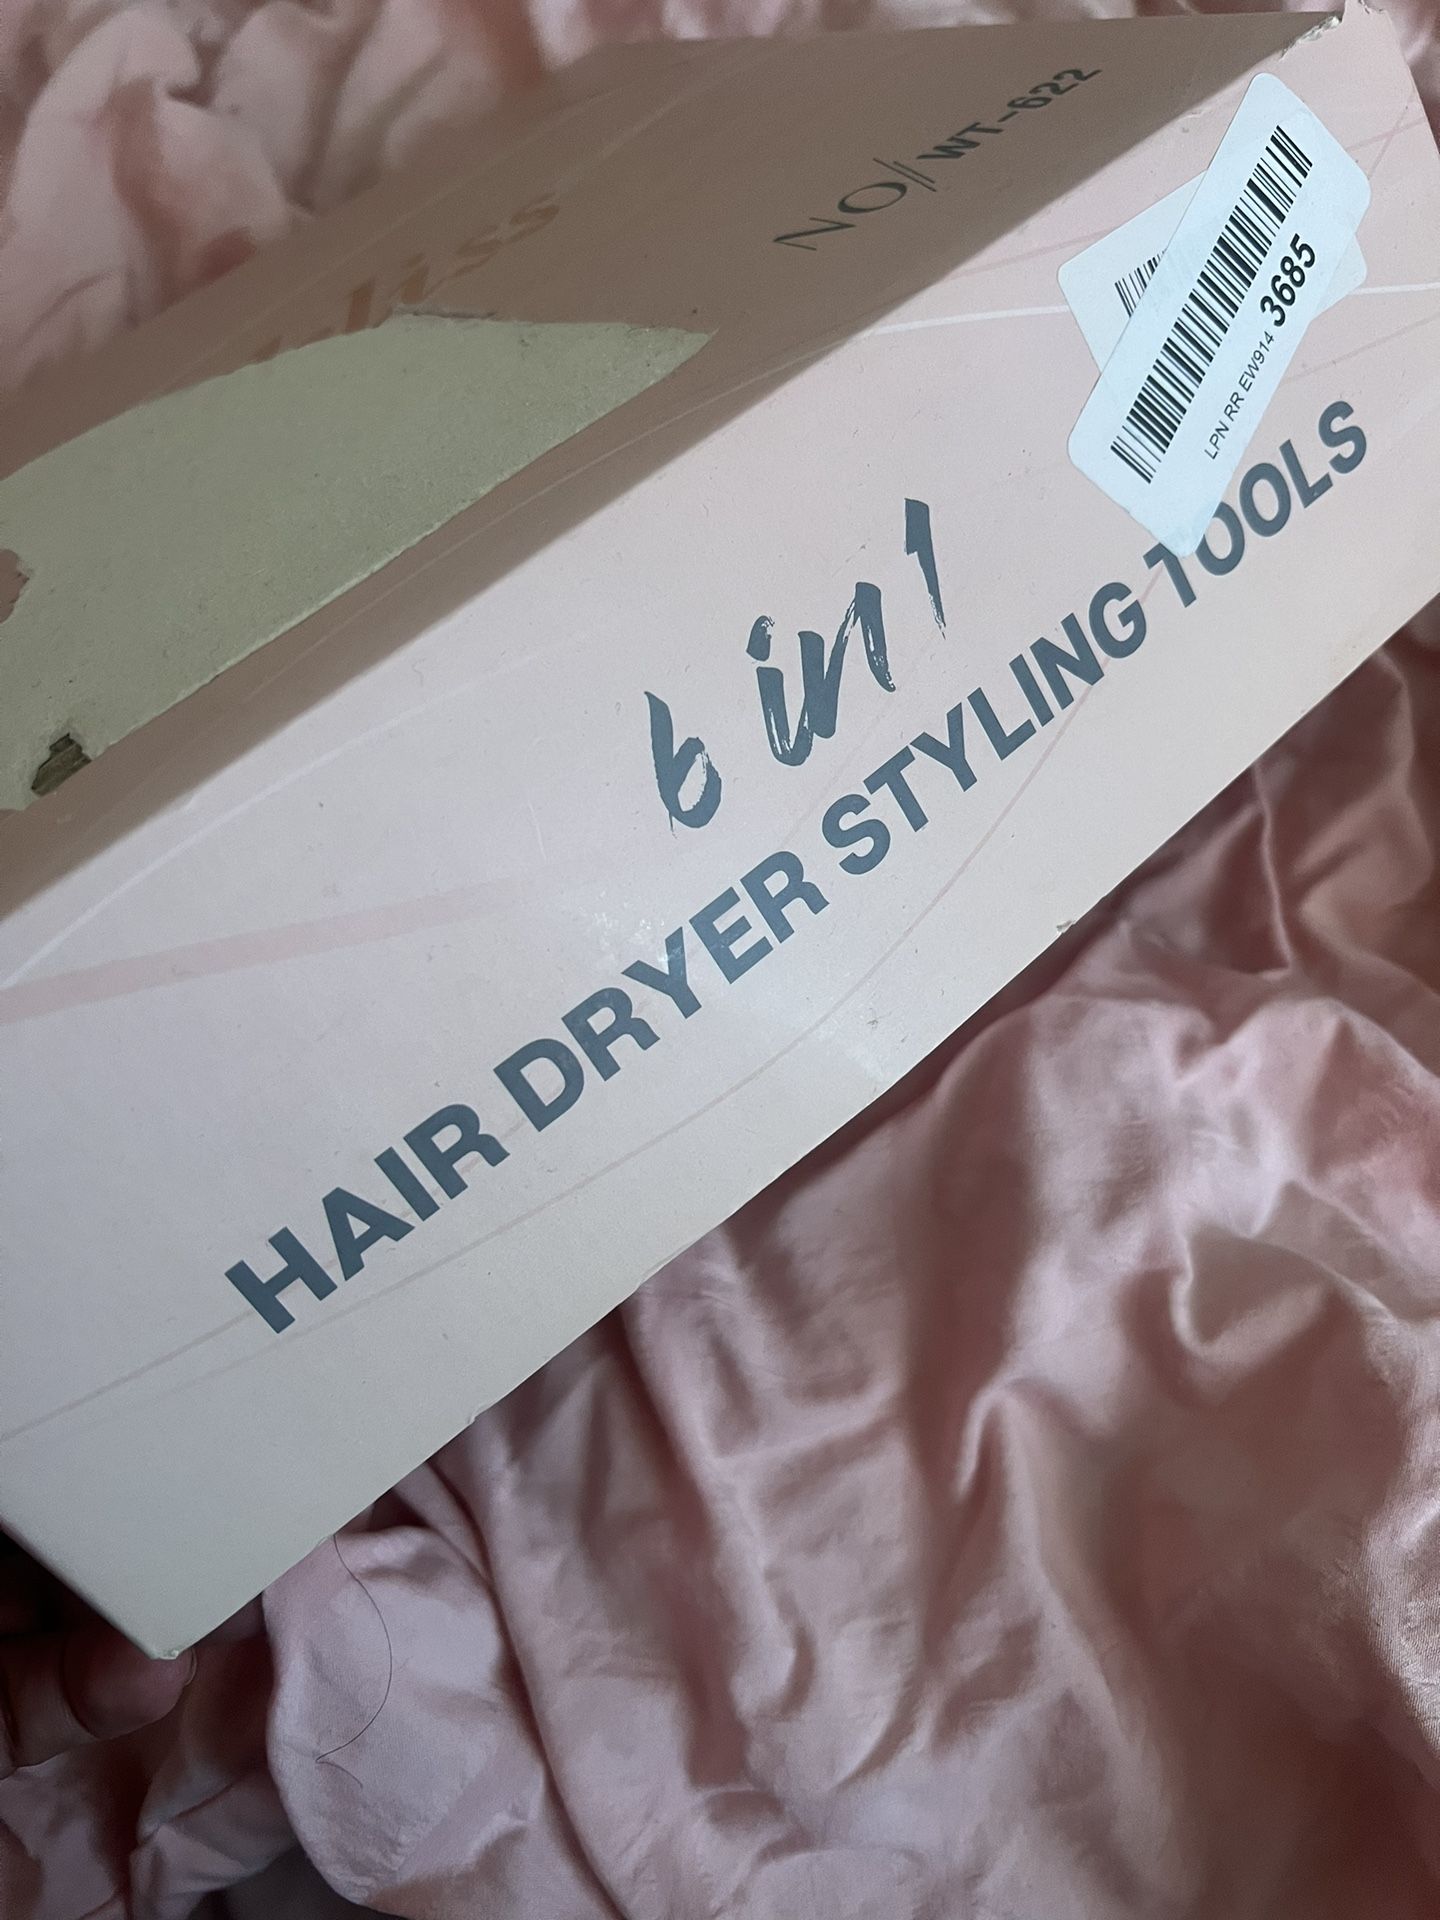 NO// WT-622
LPN RR EW914 3685
6 in 1
HAIR DRYER STYLING TOOLS